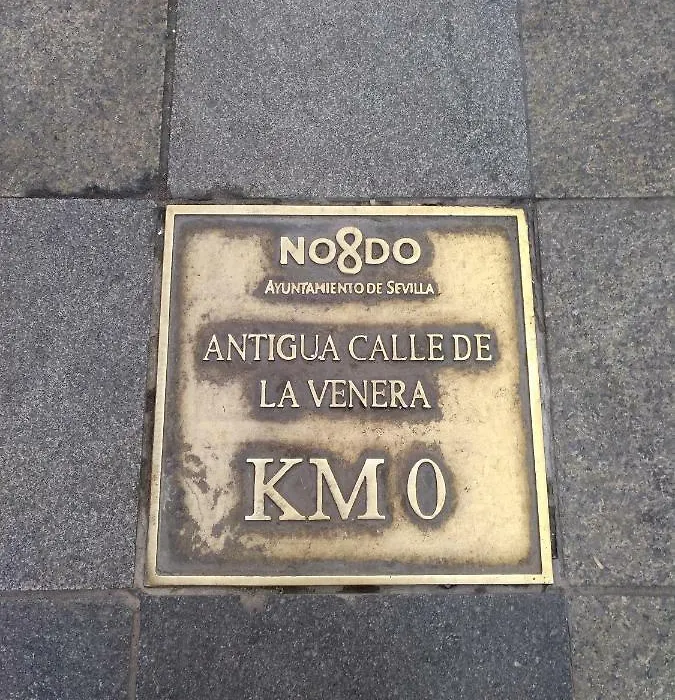 NO8DO
AYUNTAMIENTO DE SEVILLA
ANTIGUA CALLE DE
LA VENERA
KM 0